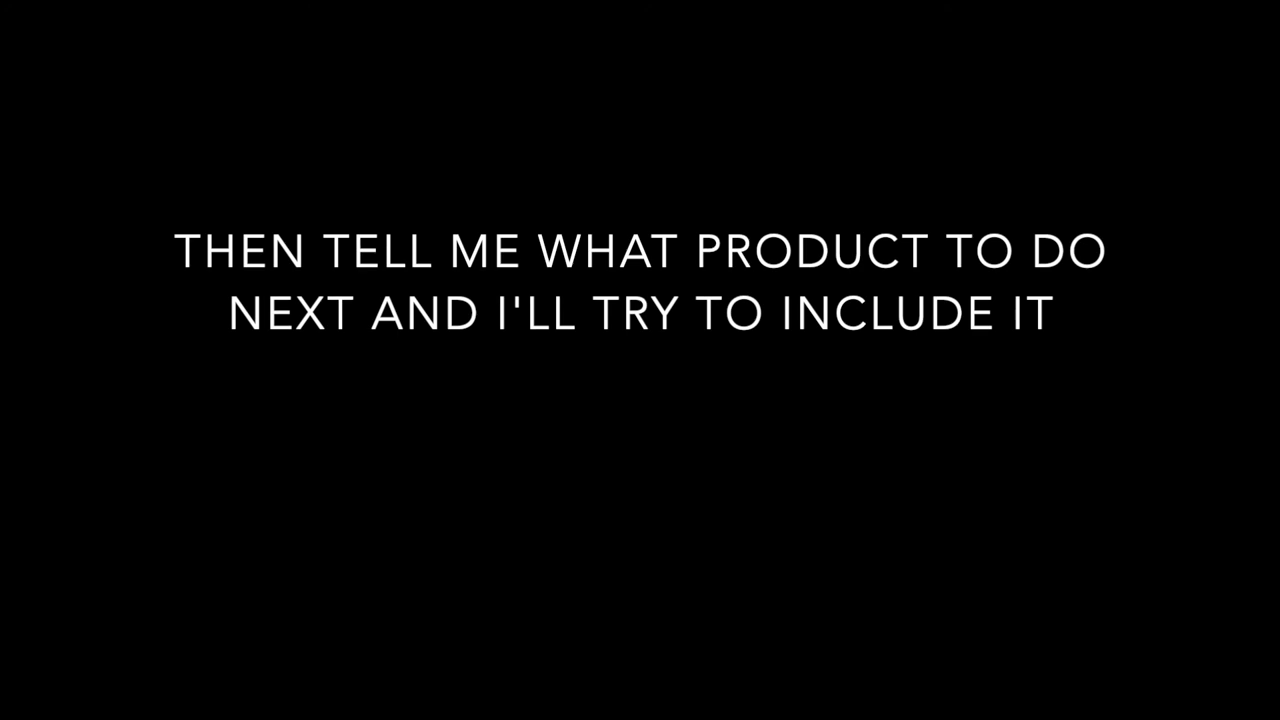 THEN TELL ME WHAT PRODUCT TO DO
NEXT AND I'LL TRY TO INCLUDE IT